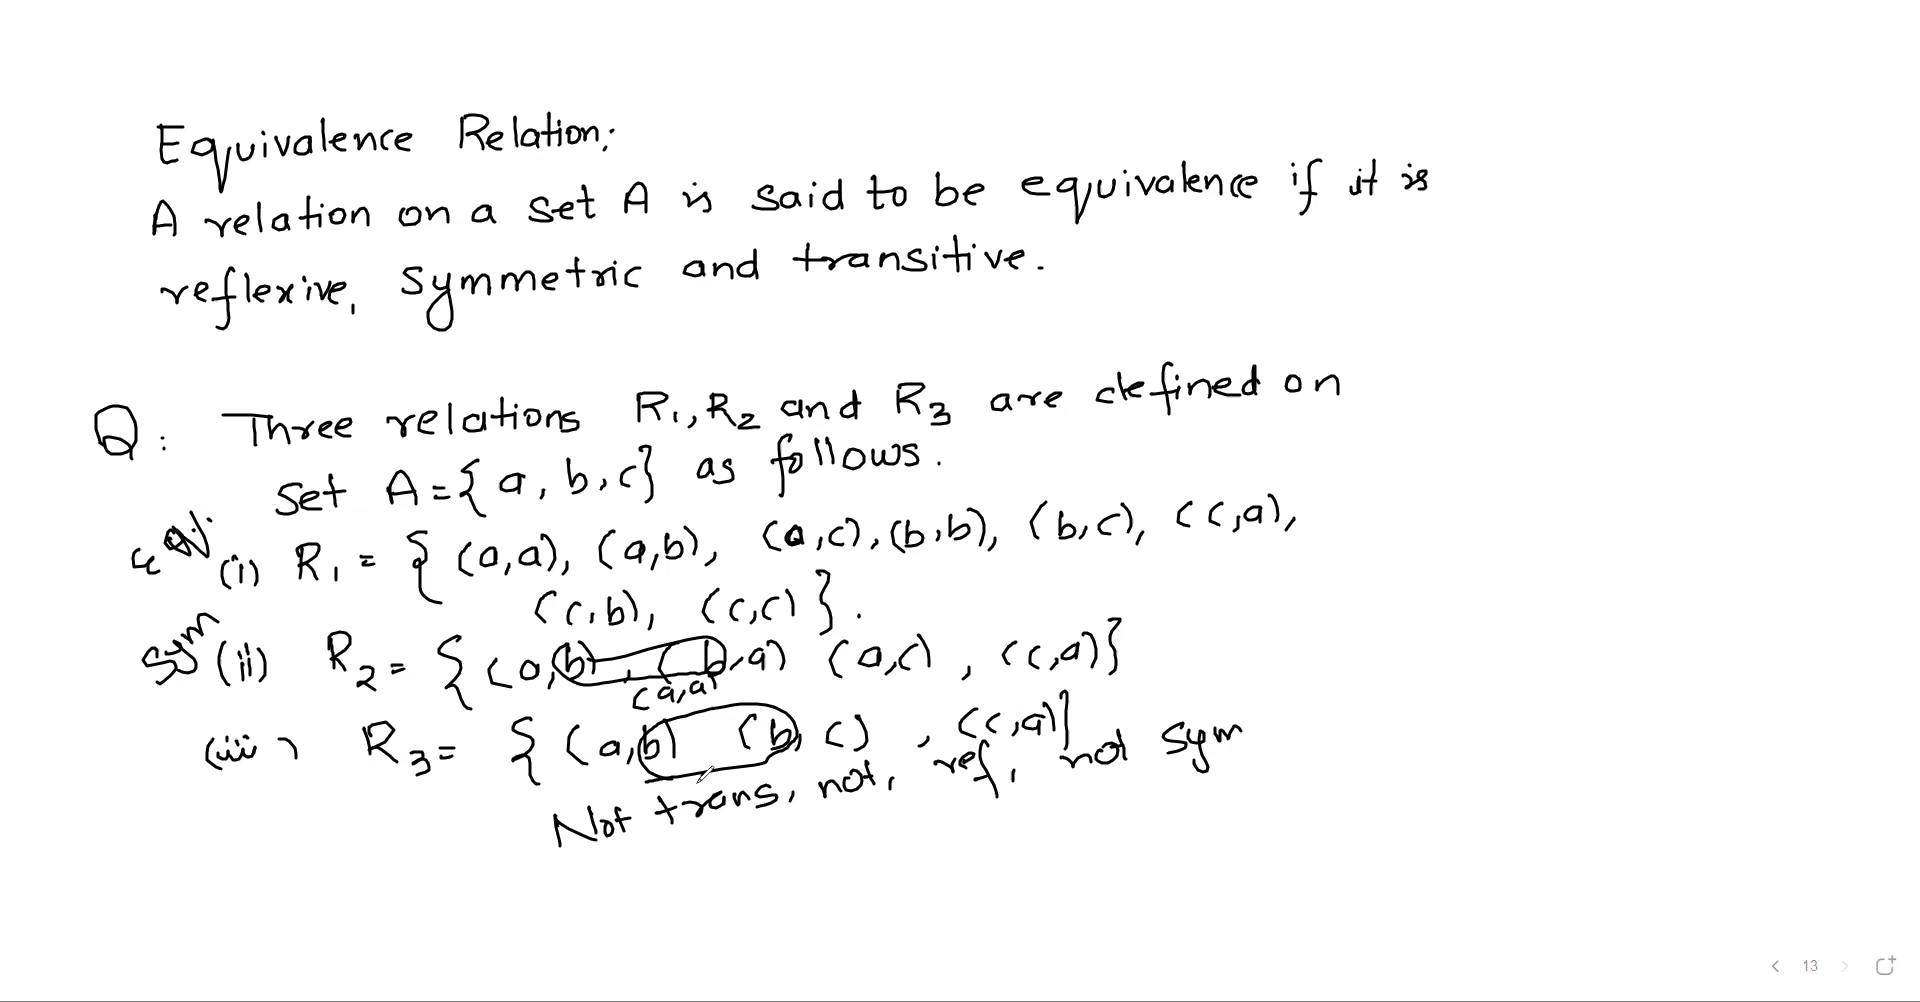 Equivalence Relation:
A relation on a set A is said to be equivalence if it is
reflexive, symmetric and transitive.
Q: Three relations R₁, R₂ and R₃ are defined on
Set A={a, b, c} as follows.
(i) R₁ = { (a,a), (a,b), (a,c), (b,b), (b,c), (c,a),
(c,b), (c,c) }.
Sym (ii) R₂ = { (a,b), (b,a) (a,c) , (c,a)}
(a,a)
(iii) R₃ = { (a,b) (b,c) , (c,a)}
Not trans, not, ref, not sym
13